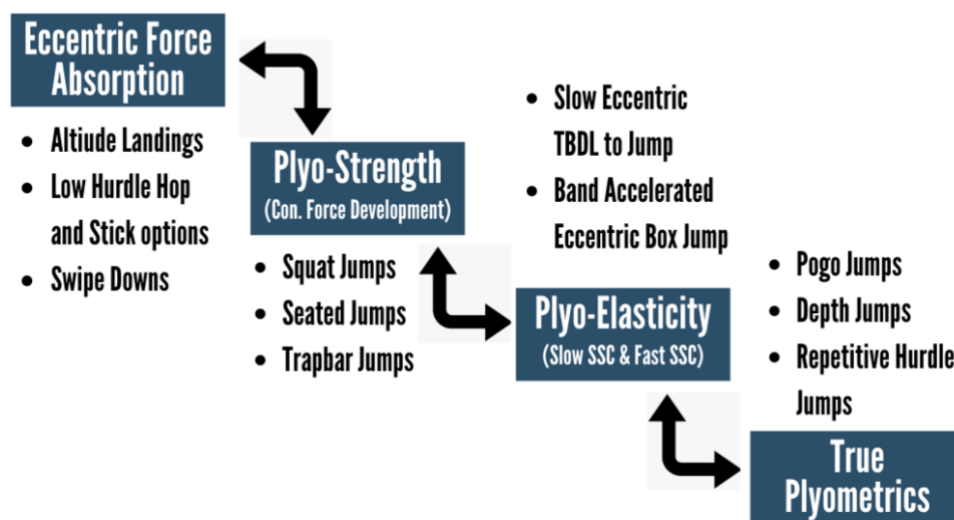 Eccentric Force
Absorption
• Altiude Landings
• Low Hurdle Hop
and Stick options
• Swipe Downs
Plyo-Strength
(Con. Force Development)
• Squat Jumps
• Seated Jumps
• Trapbar Jumps
• Slow Eccentric
TBDL to Jump
• Band Accelerated
Eccentric Box Jump
Plyo-Elasticity
(Slow SSC & Fast SSC)
• Pogo Jumps
• Depth Jumps
• Repetitive Hurdle
Jumps
True
Plyometrics